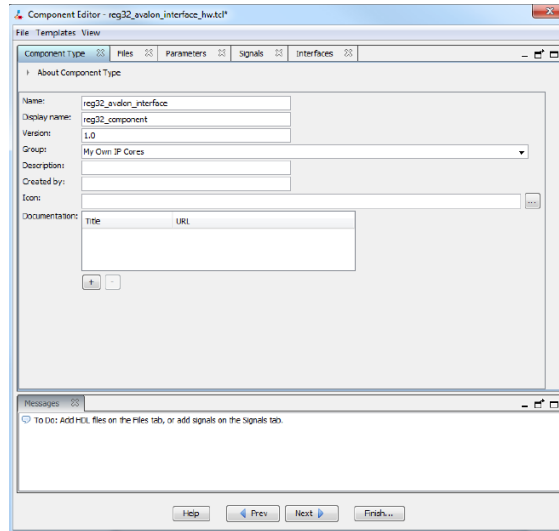 Component Editor - reg32_avalon_interface_hw.tcl*
File Templates View
Component Type Files Parameters Signals Interfaces
About Component Type
Name: reg32_avalon_interface
Display name: reg32_component
Version: 1.0
Group: My Own IP Cores
Description:
Created by:
Icon: ...
Documentation: Title URL
+ -
Messages
To Do: Add HDL files on the Files tab, or add signals on the Signals tab.
Help Prev Next Finish...